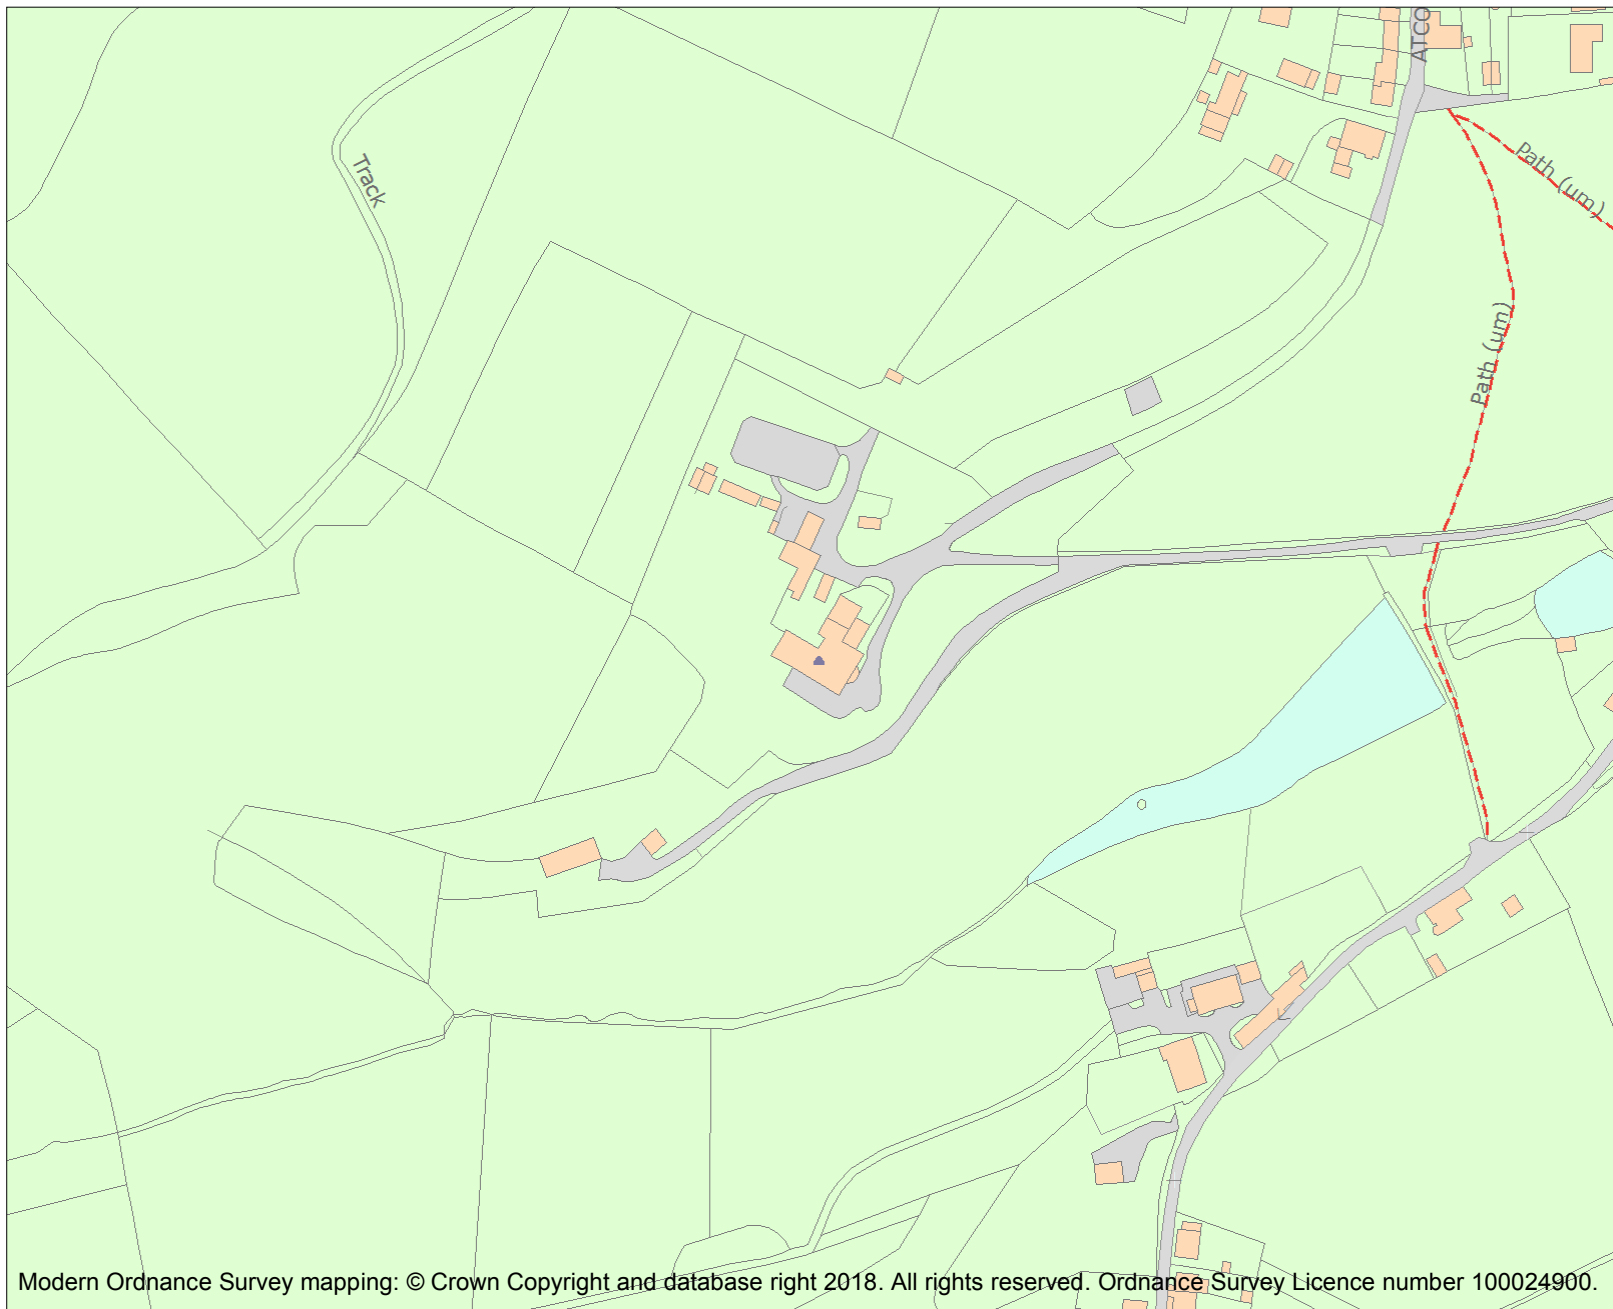 ATCO
Path (um)
Track
Path (um)
Modern Ordnance Survey mapping: © Crown Copyright and database right 2018. All rights reserved. Ordnance Survey Licence number 100024900.